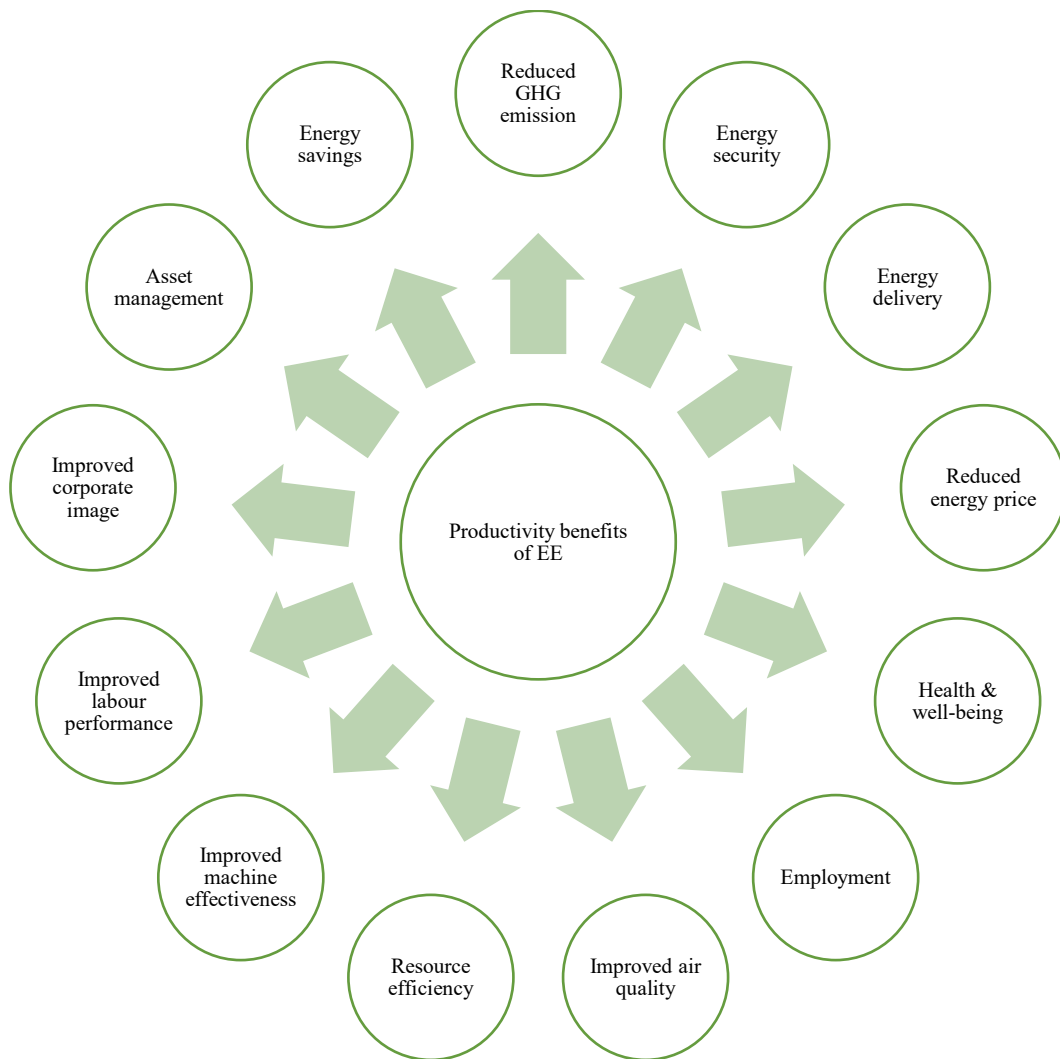 Productivity benefits
of EE
Reduced
GHG
emission
Energy
security
Energy
delivery
Reduced
energy price
Health &
well-being
Employment
Improved air
quality
Resource
efficiency
Improved
machine
effectiveness
Improved
labour
performance
Improved
corporate
image
Asset
management
Energy
savings